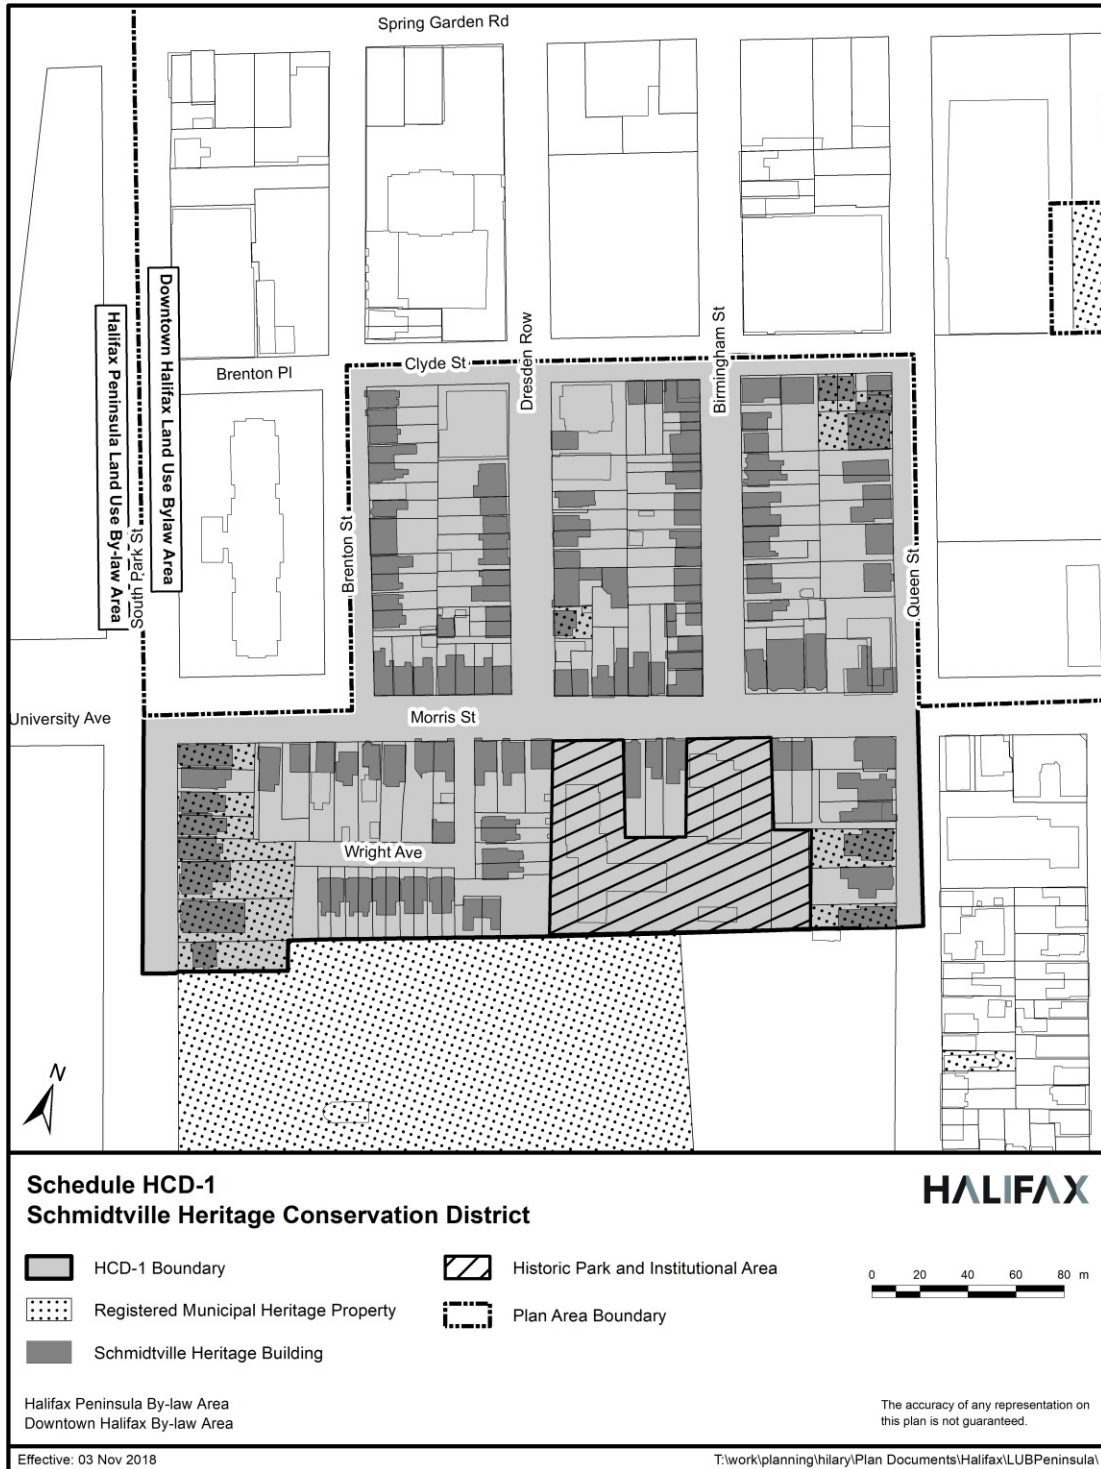 Spring Garden Rd
Downtown Halifax Land Use Bylaw Area
Halifax Peninsula Land Use By-law Area
South Park St
Brenton Pl
Clyde St
Dresden Row
Birmingham St
Brenton St
Queen St
University Ave
Morris St
Wright Ave
N
Schedule HCD-1
Schmidtville Heritage Conservation District
HALIFAX
HCD-1 Boundary
Historic Park and Institutional Area
0 20 40 60 80 m
Registered Municipal Heritage Property
Plan Area Boundary
Schmidtville Heritage Building
Halifax Peninsula By-law Area
Downtown Halifax By-law Area
The accuracy of any representation on
this plan is not guaranteed.
Effective: 03 Nov 2018
T:\work\planning\hilary\Plan Documents\Halifax\LUBPeninsula\